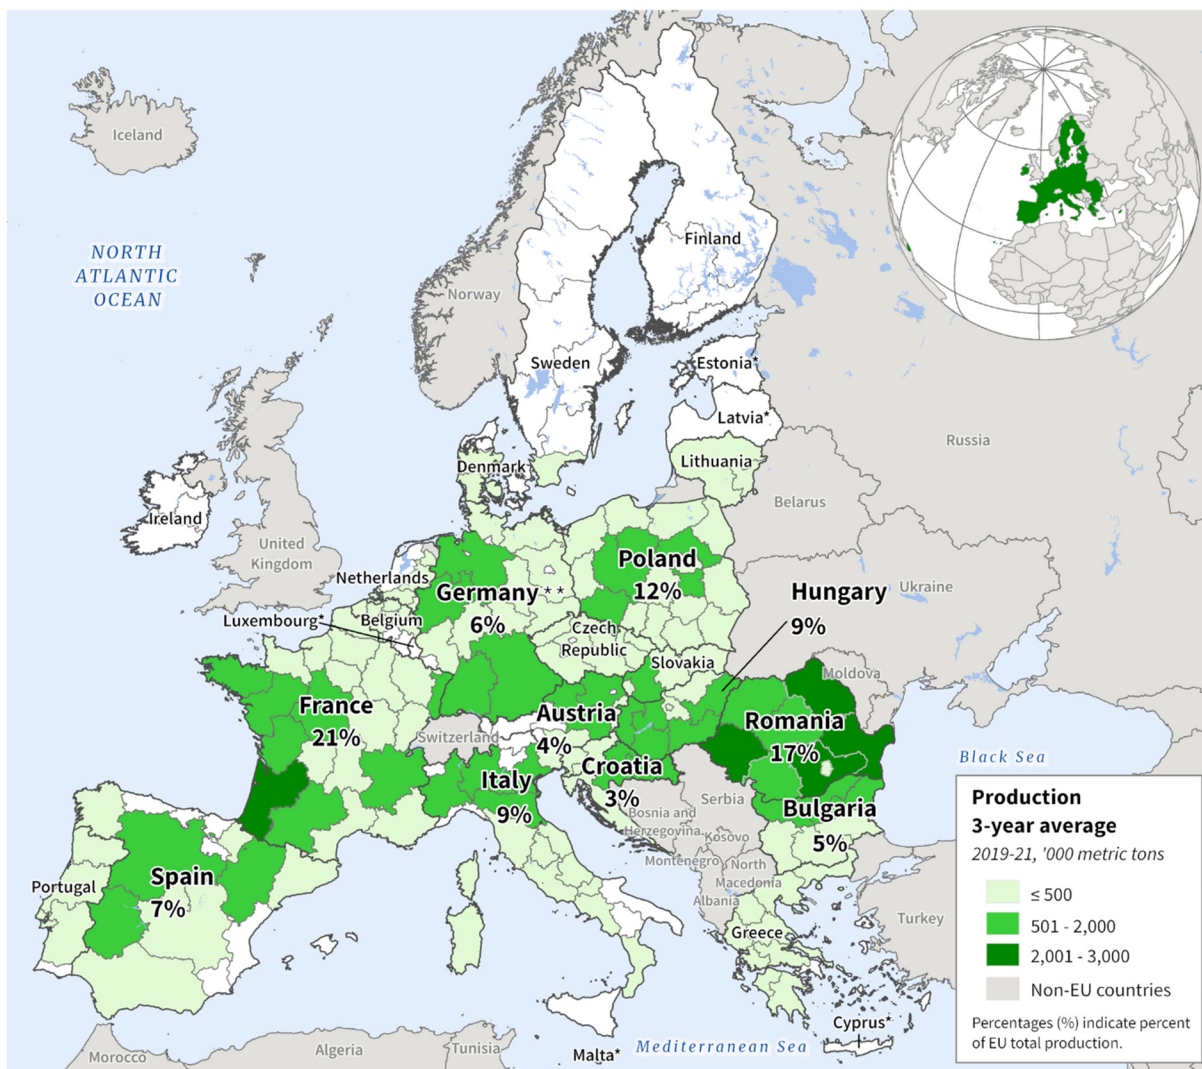 Iceland
NORTH
ATLANTIC
OCEAN
Norway
Finland
Sweden
Estonia*
Latvia*
Russia
Lithuania
Denmark
Belarus
Ireland
United
Kingdom
Netherlands
Poland
12%
Germany**
6%
Hungary
9%
Ukraine
Luxembourg*
Belgium
Czech
Republic
Slovakia
Moldova
France
21%
Austria
4%
Romania
17%
Switzerland
Italy
9%
Croatia
3%
Black Sea
Serbia
Bosnia and
Herzegovina
Bulgaria
5%
Kosovo
Montenegro
North
Macedonia
Albania
Portugal
Spain
7%
Turkey
Greece
Cyprus*
Malta*
Mediterranean Sea
Morocco
Algeria
Tunisia
Production
3-year average
2019-21, '000 metric tons
≤ 500
501 - 2,000
2,001 - 3,000
Non-EU countries
Percentages (%) indicate percent
of EU total production.